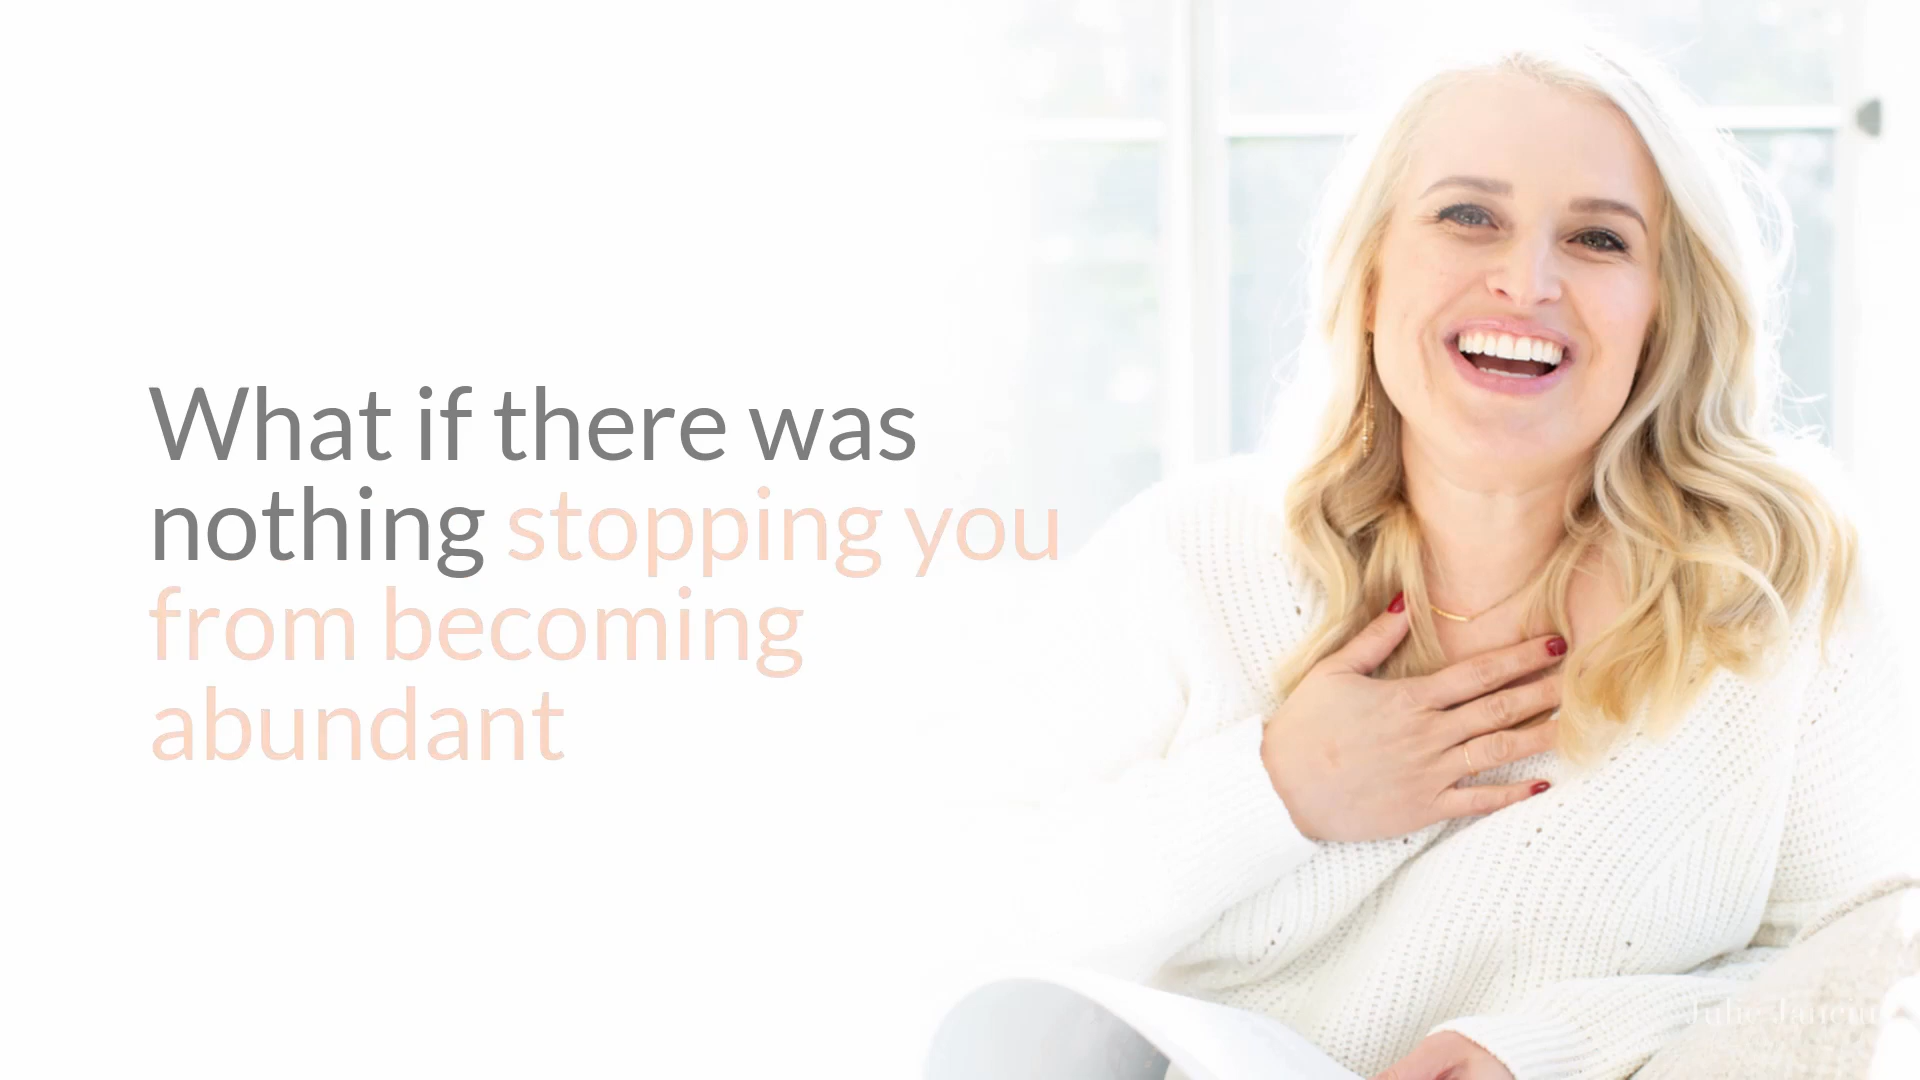 What if there was
nothing stopping you
from becoming
abundant